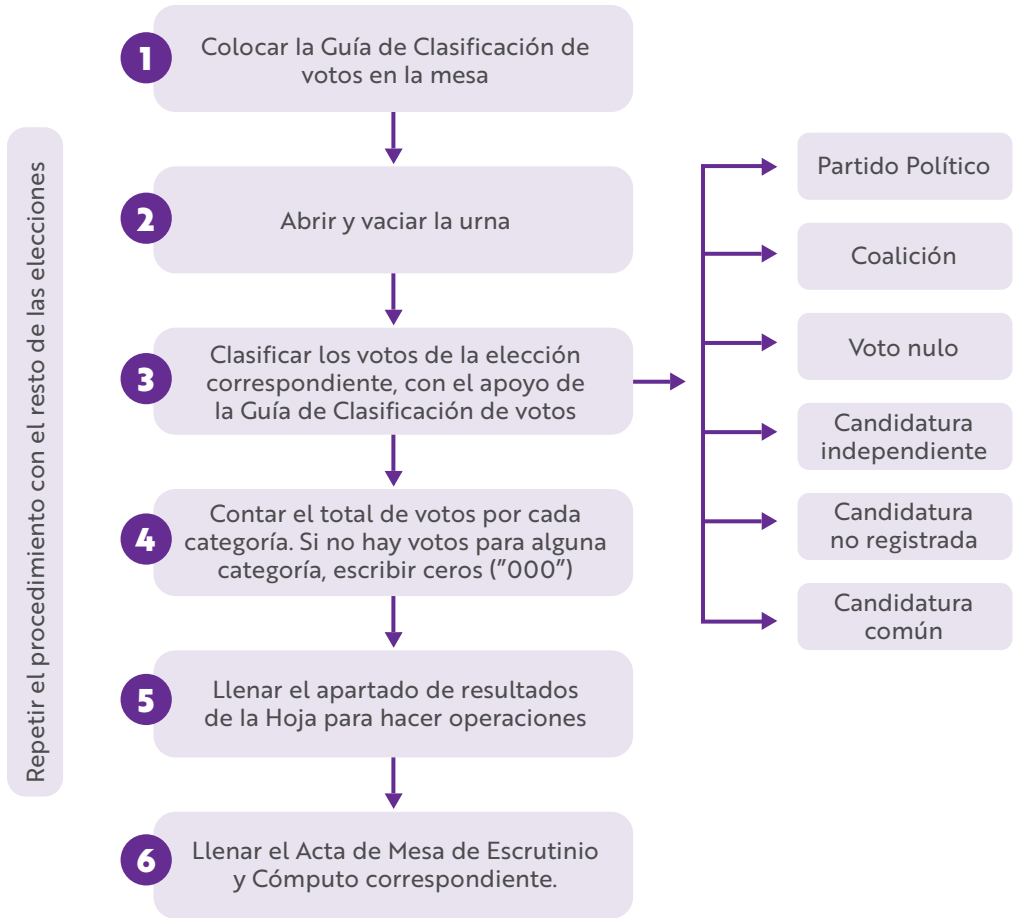 1
Colocar la Guía de Clasificación de
votos en la mesa
2
Abrir y vaciar la urna
3
Clasificar los votos de la elección
correspondiente, con el apoyo de
la Guía de Clasificación de votos
Partido Político
Coalición
Voto nulo
Candidatura
independiente
Candidatura
no registrada
Candidatura
común
4
Contar el total de votos por cada
categoría. Si no hay votos para alguna
categoría, escribir ceros ("000")
5
Llenar el apartado de resultados
de la Hoja para hacer operaciones
6
Llenar el Acta de Mesa de Escrutinio
y Cómputo correspondiente.
Repetir el procedimiento con el resto de las elecciones